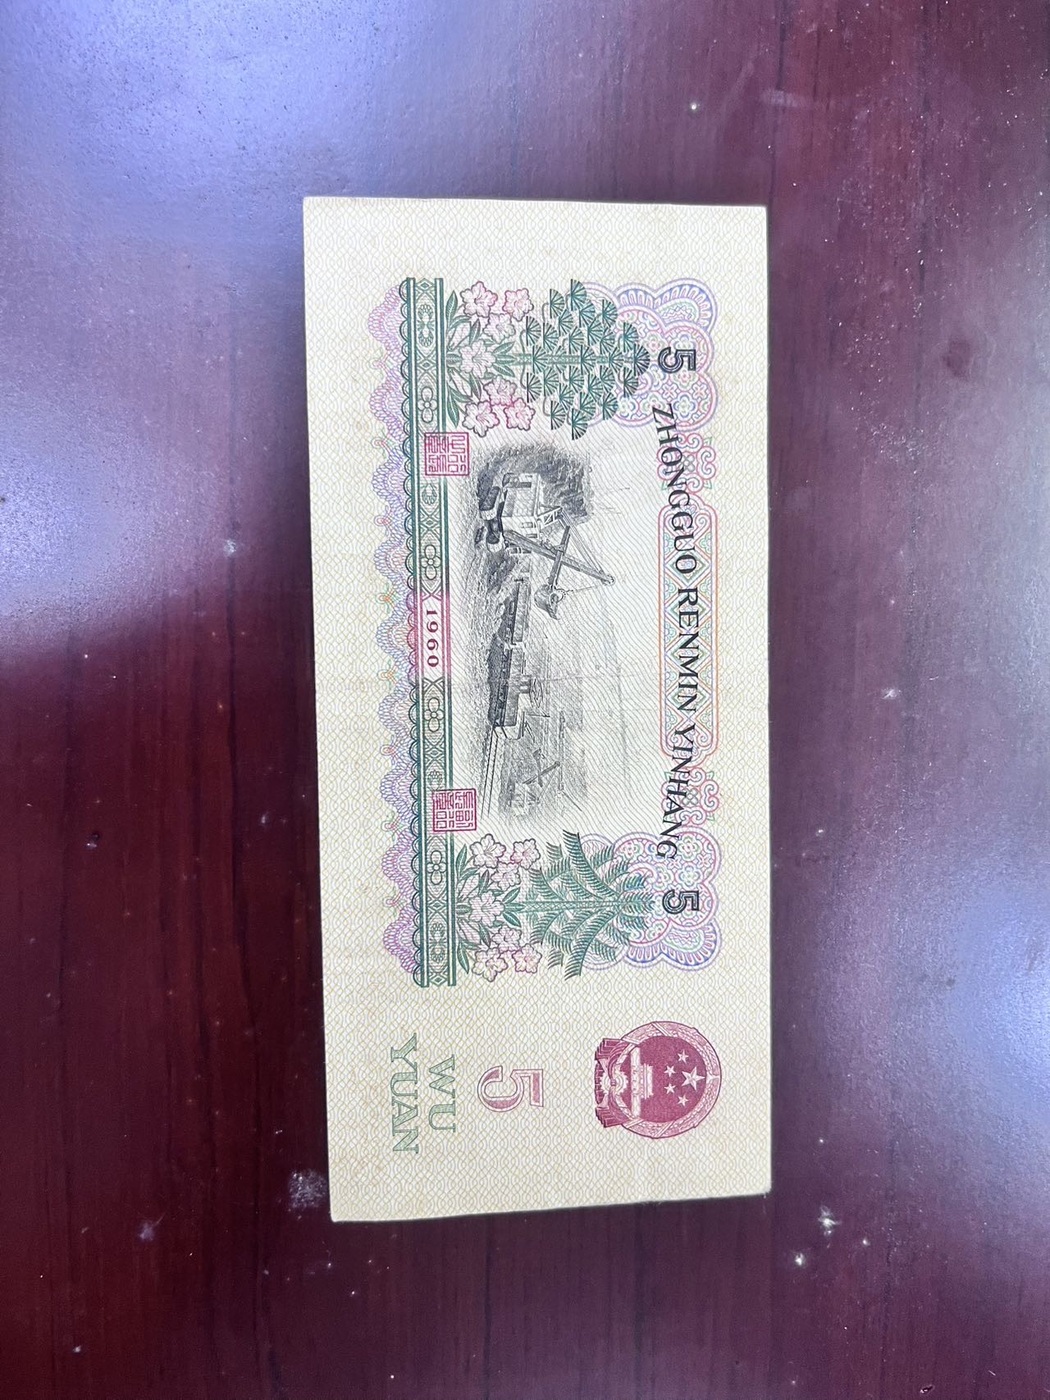 5 ZHONGGUO RENMIN YINHANG 5
5
WU
YUAN
1960